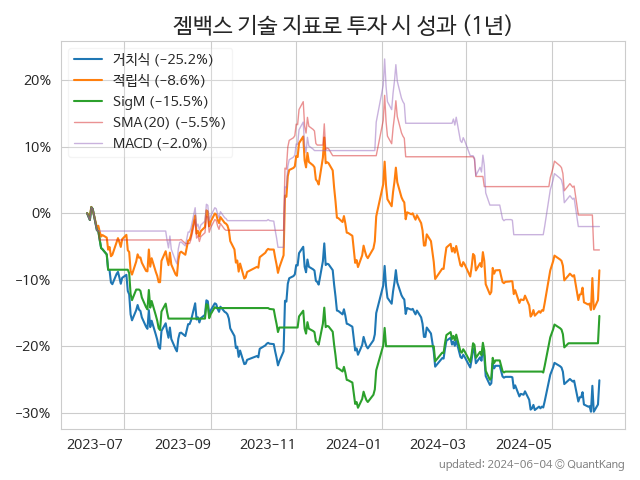 젬백스 기술 지표로 투자 시 성과 (1년)
거치식 (−25.2%)
적립식 (−8.6%)
SigM (−15.5%)
SMA(20) (−5.5%)
MACD (−2.0%)
20%
10%
0%
−10%
−20%
−30%
2023-07 2023-09 2023-11 2024-01 2024-03 2024-05
updated: 2024-06-04 © QuantKang